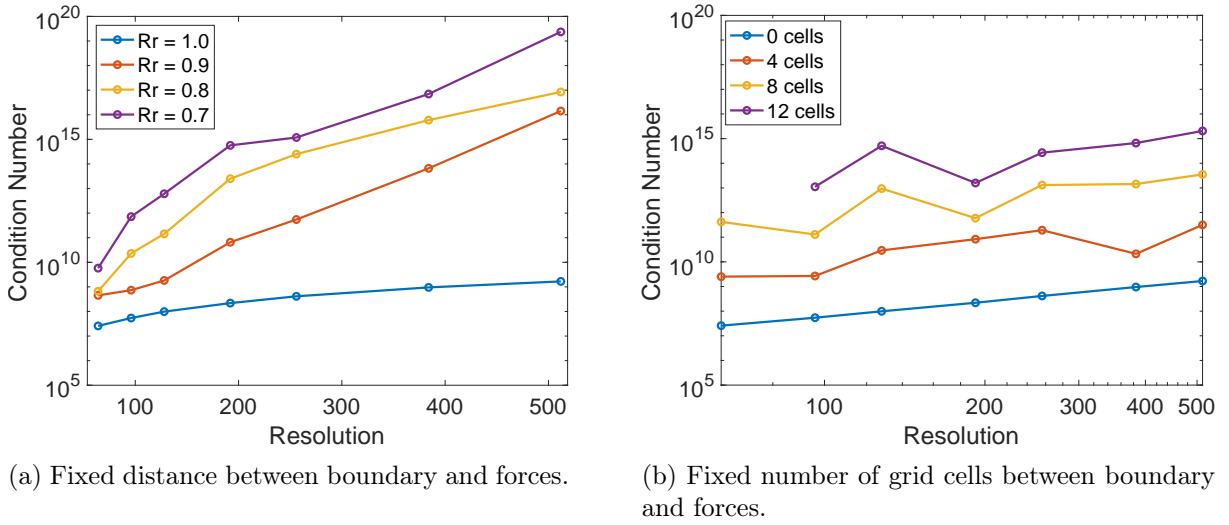 10^20
10^15
10^10
10^5
Condition Number
Rr = 1.0
Rr = 0.9
Rr = 0.8
Rr = 0.7
100 200 300 400 500
Resolution
(a) Fixed distance between boundary and forces.
10^20
10^15
10^10
10^5
Condition Number
0 cells
4 cells
8 cells
12 cells
100 200 300 400 500
Resolution
(b) Fixed number of grid cells between boundary
and forces.